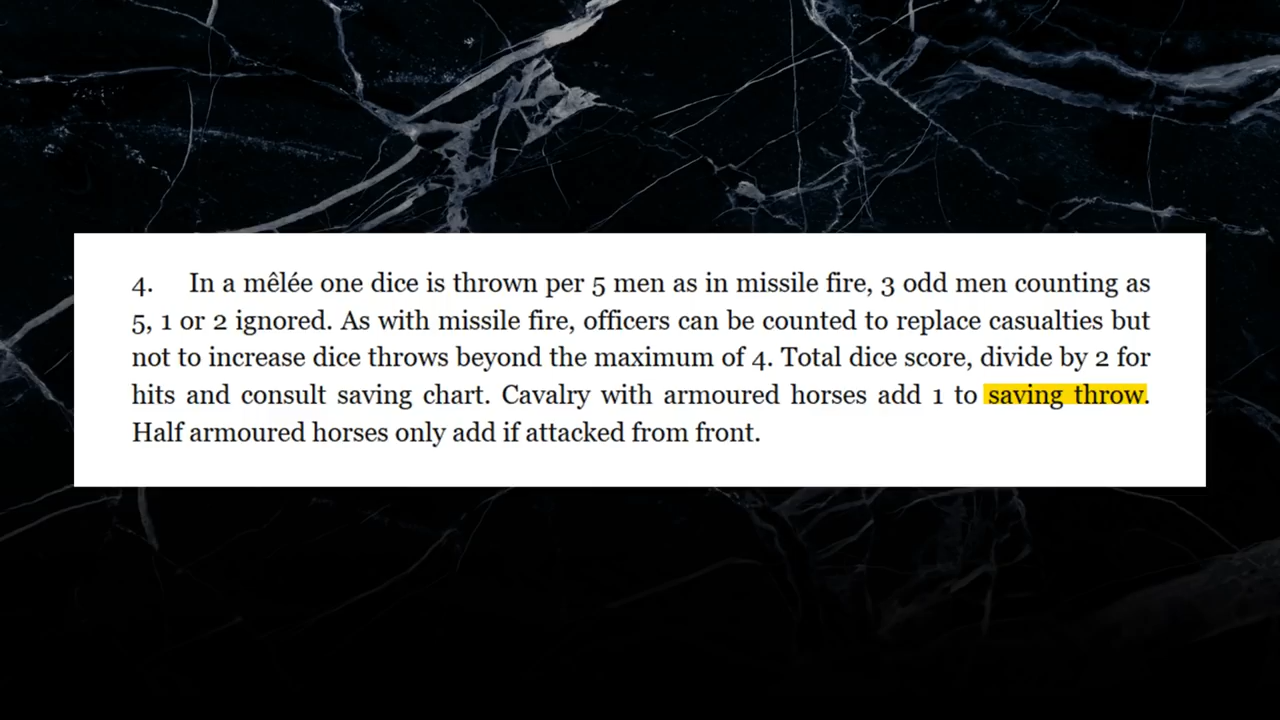 4. In a mêlée one dice is thrown per 5 men as in missile fire, 3 odd men counting as
5, 1 or 2 ignored. As with missile fire, officers can be counted to replace casualties but
not to increase dice throws beyond the maximum of 4. Total dice score, divide by 2 for
hits and consult saving chart. Cavalry with armoured horses add 1 to saving throw.
Half armoured horses only add if attacked from front.